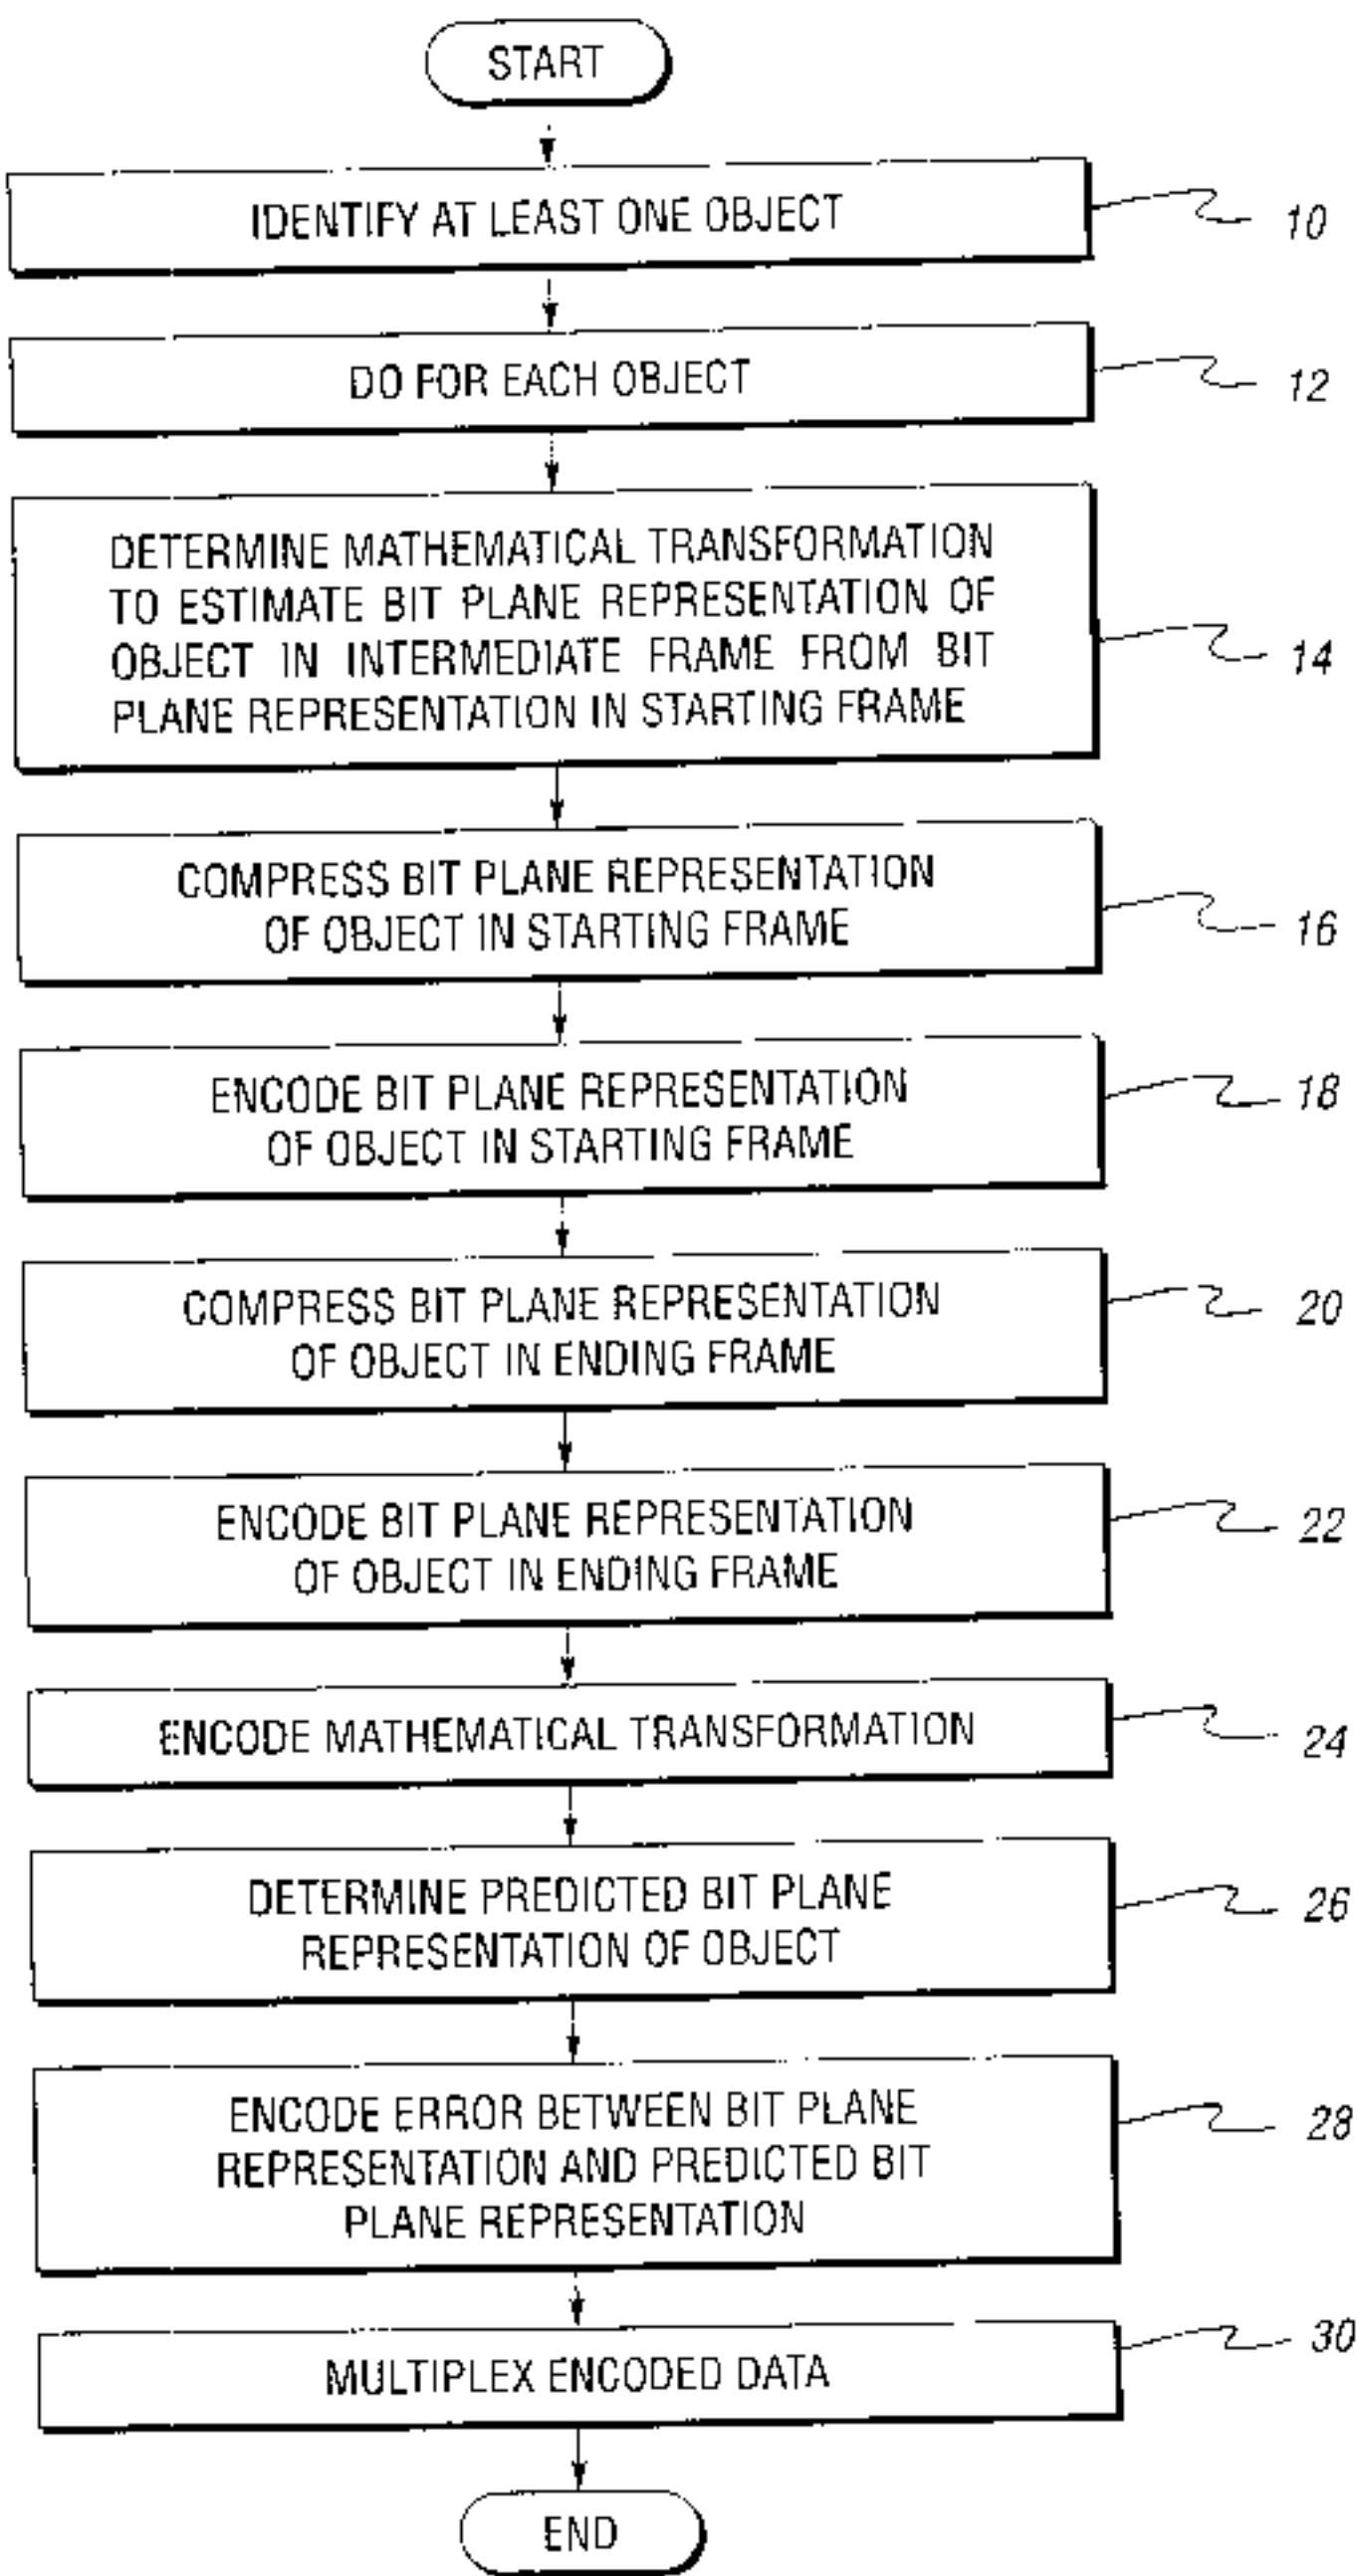 START
IDENTIFY AT LEAST ONE OBJECT
10
DO FOR EACH OBJECT
12
DETERMINE MATHEMATICAL TRANSFORMATION
TO ESTIMATE BIT PLANE REPRESENTATION OF
OBJECT IN INTERMEDIATE FRAME FROM BIT
PLANE REPRESENTATION IN STARTING FRAME
14
COMPRESS BIT PLANE REPRESENTATION
OF OBJECT IN STARTING FRAME
16
ENCODE BIT PLANE REPRESENTATION
OF OBJECT IN STARTING FRAME
18
COMPRESS BIT PLANE REPRESENTATION
OF OBJECT IN ENDING FRAME
20
ENCODE BIT PLANE REPRESENTATION
OF OBJECT IN ENDING FRAME
22
ENCODE MATHEMATICAL TRANSFORMATION
24
DETERMINE PREDICTED BIT PLANE
REPRESENTATION OF OBJECT
26
ENCODE ERROR BETWEEN BIT PLANE
REPRESENTATION AND PREDICTED BIT
PLANE REPRESENTATION
28
MULTIPLEX ENCODED DATA
30
END